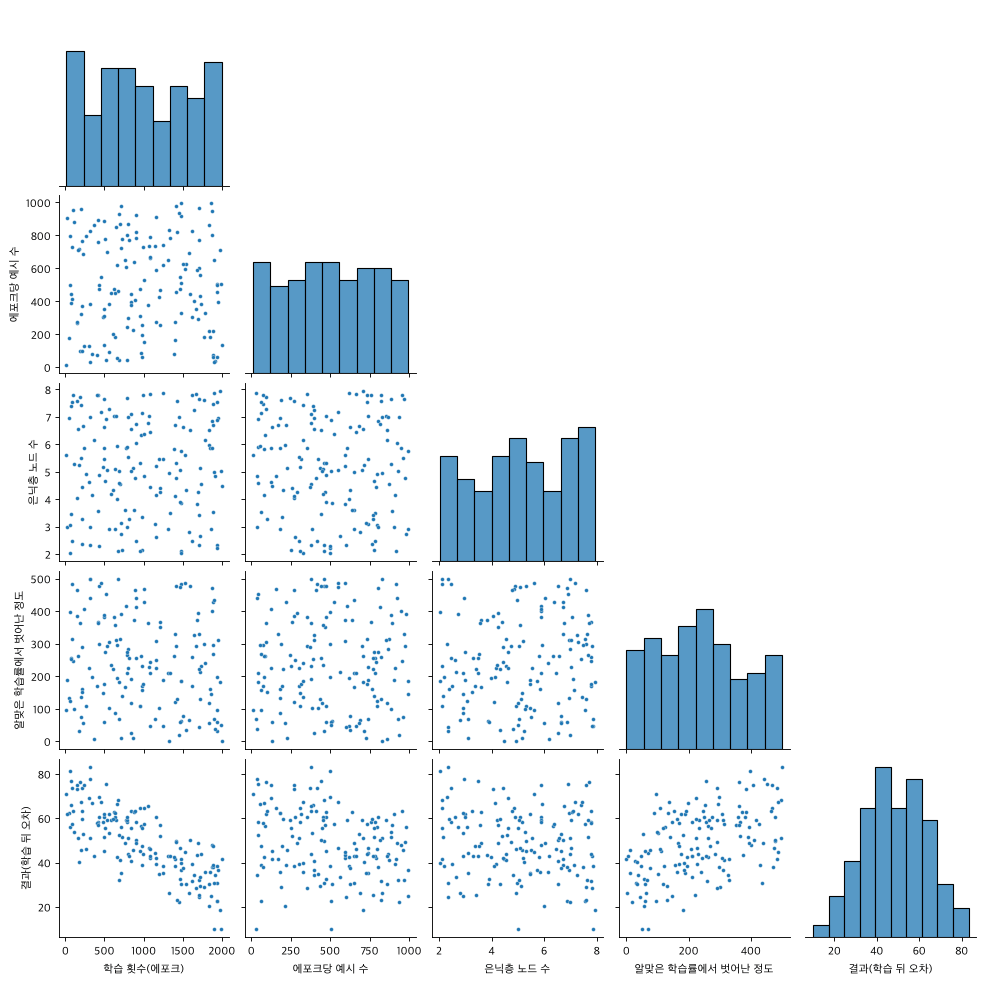 에포크당 예시 수
1000
800
600
400
200
0
은닉층 노드 수
8
7
6
5
4
3
2
알맞은 학습률에서 벗어난 정도
500
400
300
200
100
0
결과(학습 뒤 오차)
80
60
40
20
0 500 1000 1500 2000
학습 횟수(에포크)
0 250 500 750 1000
에포크당 예시 수
2 4 6 8
은닉층 노드 수
0 200 400
알맞은 학습률에서 벗어난 정도
20 40 60 80
결과(학습 뒤 오차)